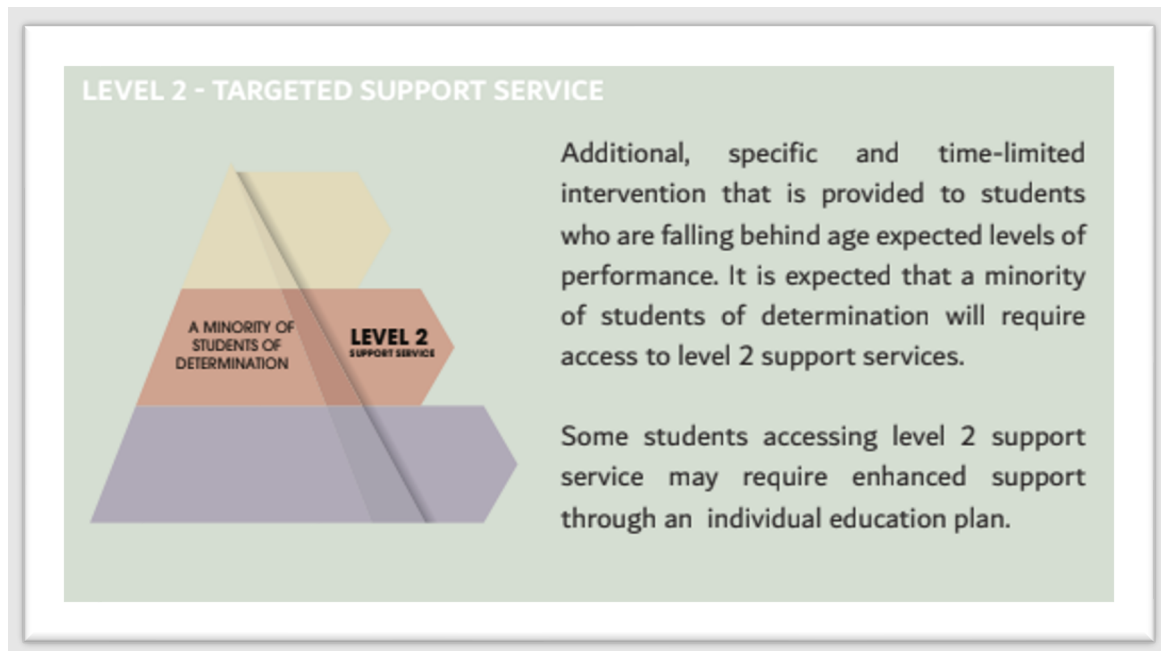 LEVEL 2 - TARGETED SUPPORT SERVICE
A MINORITY OF
STUDENTS OF
DETERMINATION
LEVEL 2
SUPPORT SERVICE
Additional, specific and time-limited
intervention that is provided to students
who are falling behind age expected levels of
performance. It is expected that a minority
of students of determination will require
access to level 2 support services.
Some students accessing level 2 support
service may require enhanced support
through an individual education plan.